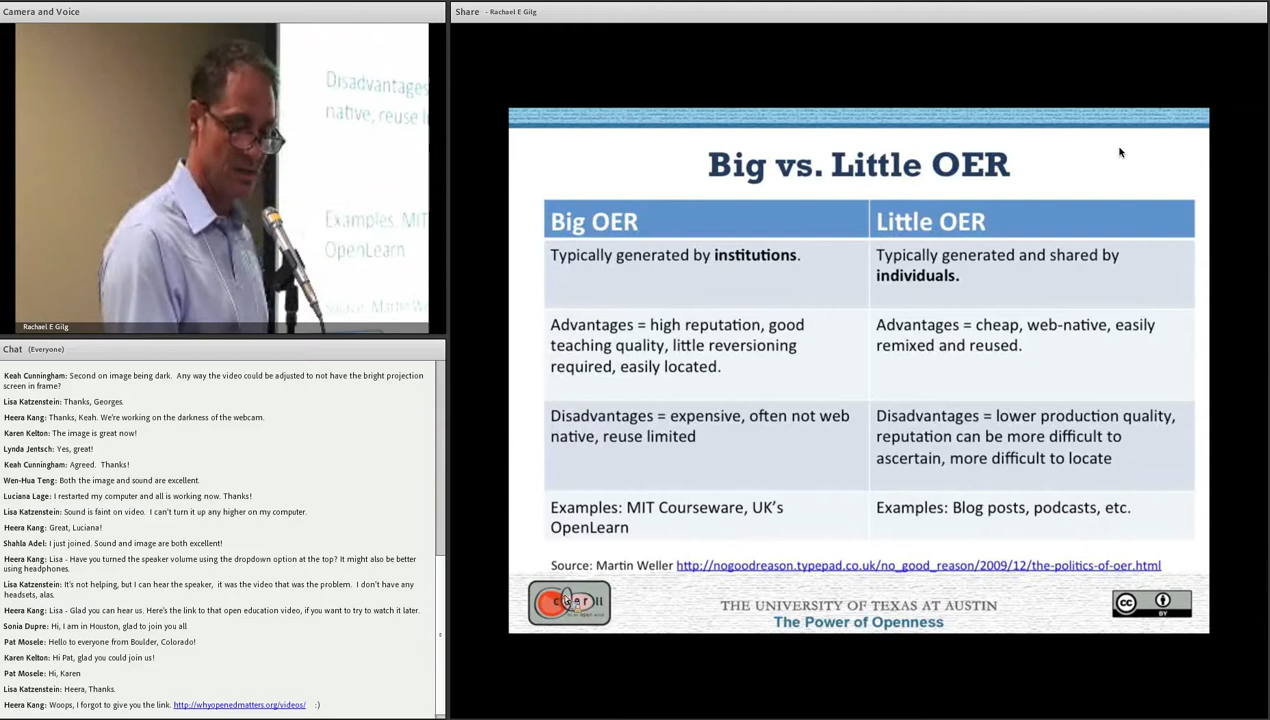 Camera and Voice
Disadvantages
native, reuse
Examples. MIT
OpenLearn
Rachael E Gilg
Chat (Everyone)
Keah Cunningham: Second on image being dark. Any way the video could be adjusted to not have the bright projection
screen in frame?
Lisa Katzenstein: Thanks, Georges.
Heera Kang: Thanks, Keah. We're working on the darkness of the webcam.
Karen Kelton: The image is great now!
Lynda Jentsch: Yes, great!
Keah Cunningham: Agreed. Thanks!
Wen-Hua Teng: Both the image and sound are excellent.
Luciana Lage: I restarted my computer and all is working now. Thanks!
Lisa Katzenstein: Sound is faint on video. I can't turn it up any higher on my computer.
Heera Kang: Great, Luciana!
Shahla Adel: I just joined. Sound and image are both excellent!
Heera Kang: Lisa - Have you turned the speaker volume using the dropdown option at the top? It might also be better
using headphones.
Lisa Katzenstein: It's not helping, but I can hear the speaker, it was the video that was the problem. I don't have any
headsets, alas.
Heera Kang: Lisa - Glad you can hear us. Here's the link to that open education video, if you want to try to watch it later.
Sonia Dupre: Hi, I am in Houston, glad to join you all
Pat Mosele: Hello to everyone from Boulder, Colorado!
Karen Kelton: Hi Pat, glad you could join us!
Pat Mosele: Hi, Karen
Lisa Katzenstein: Heera, Thanks.
Heera Kang: Woops, I forgot to give you the link. http://whyopenedmatters.org/videos/ :)
Share - Rachael E Gilg
Big vs. Little OER
Big OER
Little OER
Typically generated by institutions.
Typically generated and shared by
individuals.
Advantages = high reputation, good
teaching quality, little reversioning
required, easily located.
Advantages = cheap, web-native, easily
remixed and reused.
Disadvantages = expensive, often not web
native, reuse limited
Disadvantages = lower production quality,
reputation can be more difficult to
ascertain, more difficult to locate
Examples: MIT Courseware, UK's
OpenLearn
Examples: Blog posts, podcasts, etc.
Source: Martin Weller http://nogoodreason.typepad.co.uk/no_good_reason/2009/12/the-politics-of-oer.html
THE UNIVERSITY OF TEXAS AT AUSTIN
The Power of Openness
cc
BY